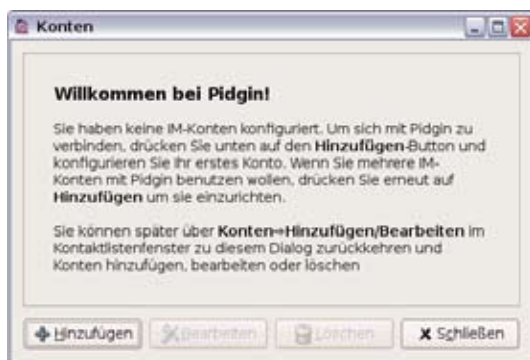 Konten
Willkommen bei Pidgin!
Sie haben keine IM-Konten konfiguriert. Um sich mit Pidgin zu
verbinden, drücken Sie unten auf den Hinzufügen-Button und
konfigurieren Sie Ihr erstes Konto. Wenn Sie mehrere IM-
Konten mit Pidgin benutzen wollen, drücken Sie erneut auf
Hinzufügen um sie einzurichten.
Sie können später über Konten⇒Hinzufügen/Bearbeiten im
Kontaktlistenfenster zu diesem Dialog zurückkehren und
Konten hinzufügen, bearbeiten oder löschen
Hinzufügen Bearbeiten Löschen Schließen